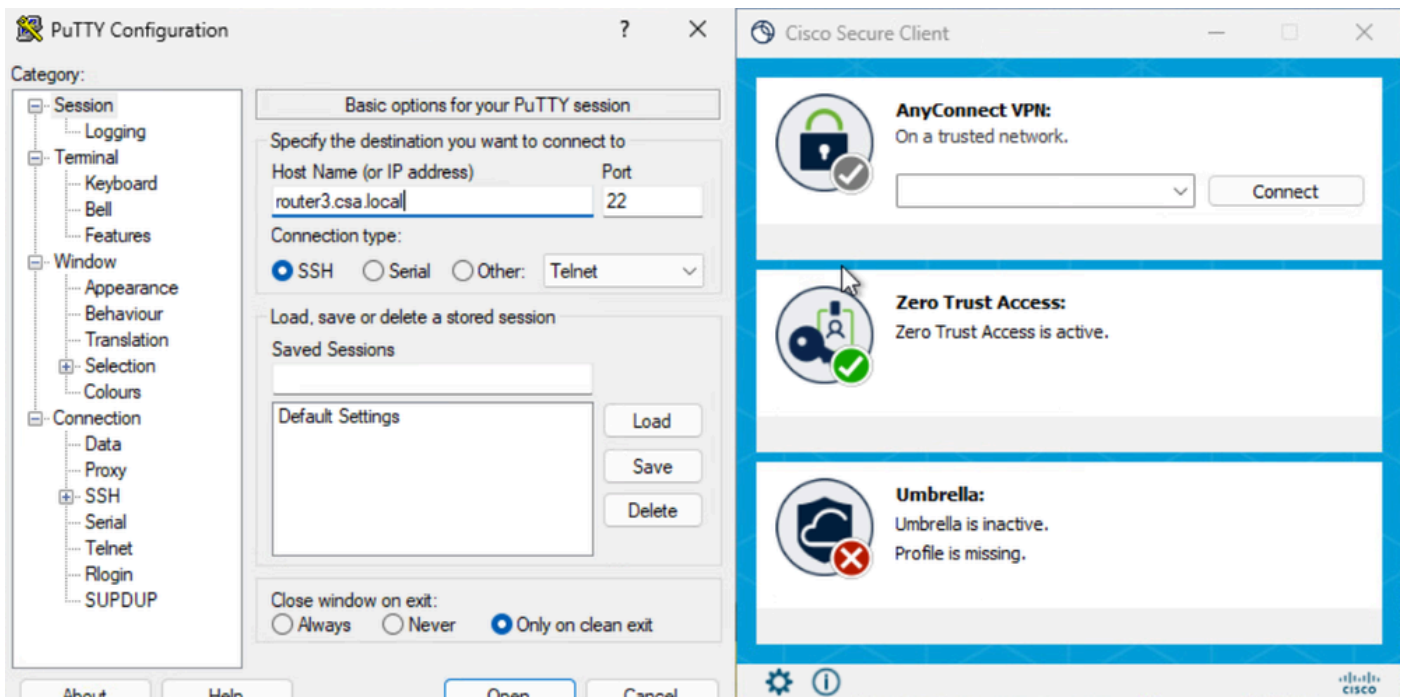 PuTTY Configuration
?
Category:
Session
Logging
Terminal
Keyboard
Bell
Features
Window
Appearance
Behaviour
Translation
Selection
Colours
Connection
Data
Proxy
SSH
Serial
Telnet
Rlogin
SUPDUP
Basic options for your PuTTY session
Specify the destination you want to connect to
Host Name (or IP address) Port
router3.csa.local 22
Connection type:
SSH Serial Other: Telnet
Load, save or delete a stored session
Saved Sessions
Default Settings
Load
Save
Delete
Close window on exit:
Always Never Only on clean exit
About Help Open Cancel
Cisco Secure Client
AnyConnect VPN:
On a trusted network.
Connect
Zero Trust Access:
Zero Trust Access is active.
Umbrella:
Umbrella is inactive.
Profile is missing.
cisco